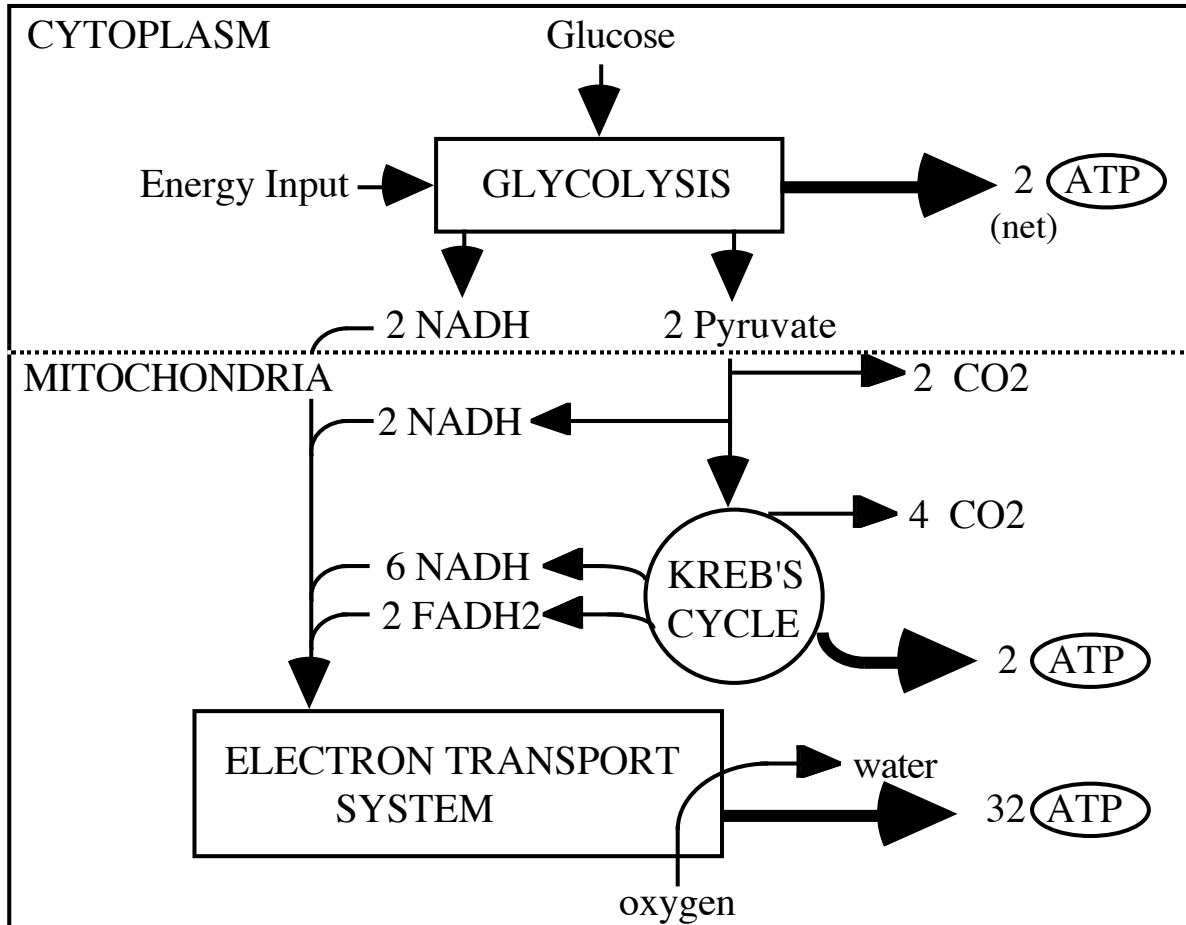 CYTOPLASM
Glucose
Energy Input
GLYCOLYSIS
2 ATP
(net)
2 NADH
2 Pyruvate
MITOCHONDRIA
2 CO2
2 NADH
4 CO2
6 NADH
KREB'S
CYCLE
2 FADH2
2 ATP
ELECTRON TRANSPORT
SYSTEM
water
32 ATP
oxygen